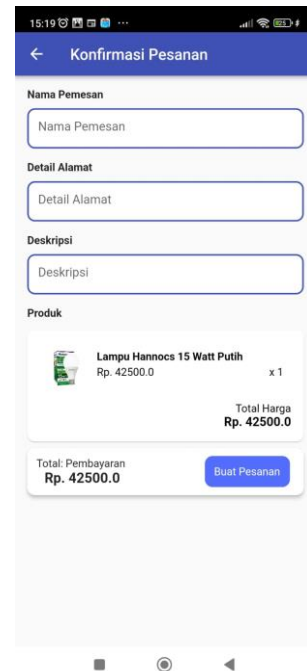 15:19
Konfirmasi Pesanan
Nama Pemesan
Nama Pemesan
Detail Alamat
Detail Alamat
Deskripsi
Deskripsi
Produk
Lampu Hannocs 15 Watt Putih
Rp. 42500.0 x 1
Total Harga
Rp. 42500.0
Total: Pembayaran
Rp. 42500.0
Buat Pesanan